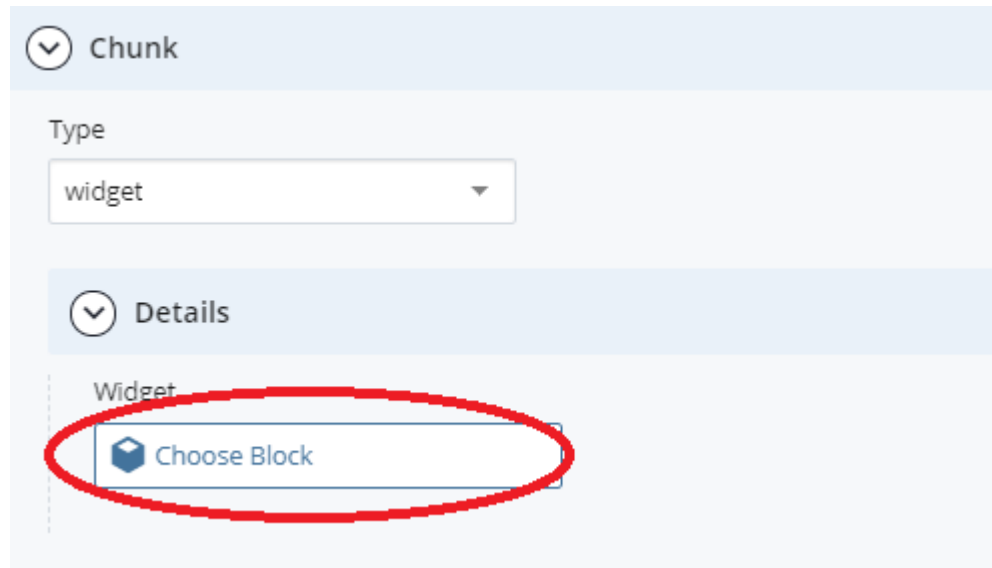 Chunk
Type
widget
Details
Widget
Choose Block